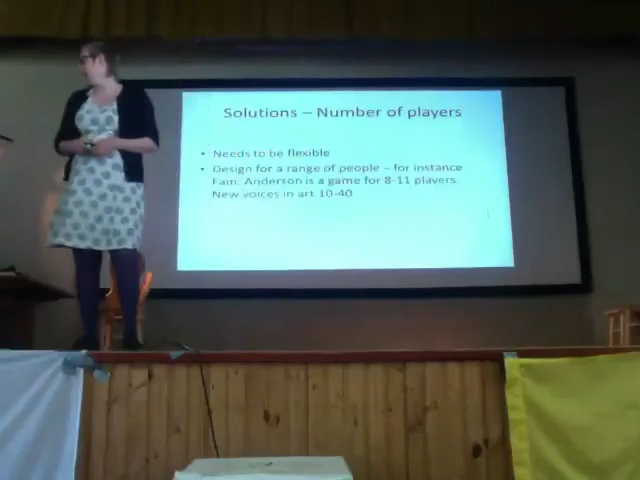 Solutions – Number of players
• Needs to be flexible
• Design for a range of people – for instance
Fam. Anderson is a game for 8-11 players.
New voices in art 10-40